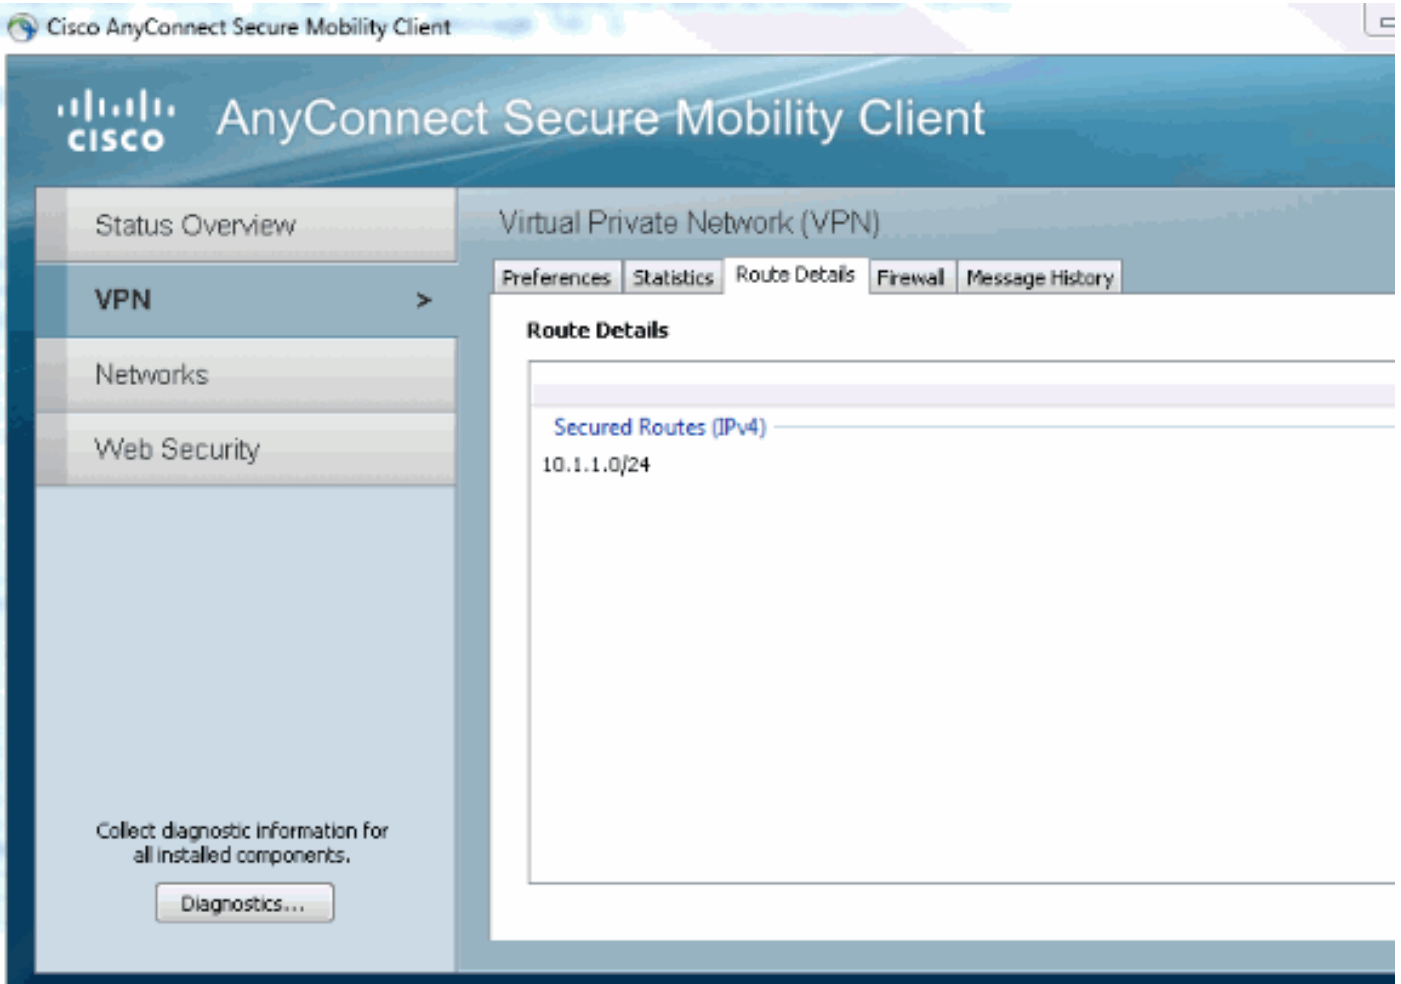 Cisco AnyConnect Secure Mobility Client
CISCO AnyConnect Secure Mobility Client
Status Overview
VPN >
Networks
Web Security
Collect diagnostic information for
all installed components.
Diagnostics...
Virtual Private Network (VPN)
Preferences Statistics Route Details Firewall Message History
Route Details
Secured Routes (IPv4)
10.1.1.0/24